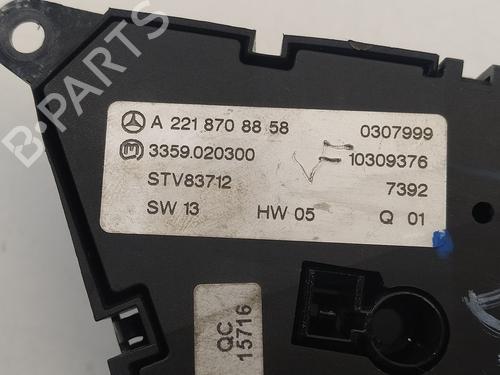 B-PARTS
A 221 870 88 58 0307999
3359.020300 10309376
STV83712 7392
SW 13 HW 05 Q 01
QC
15716